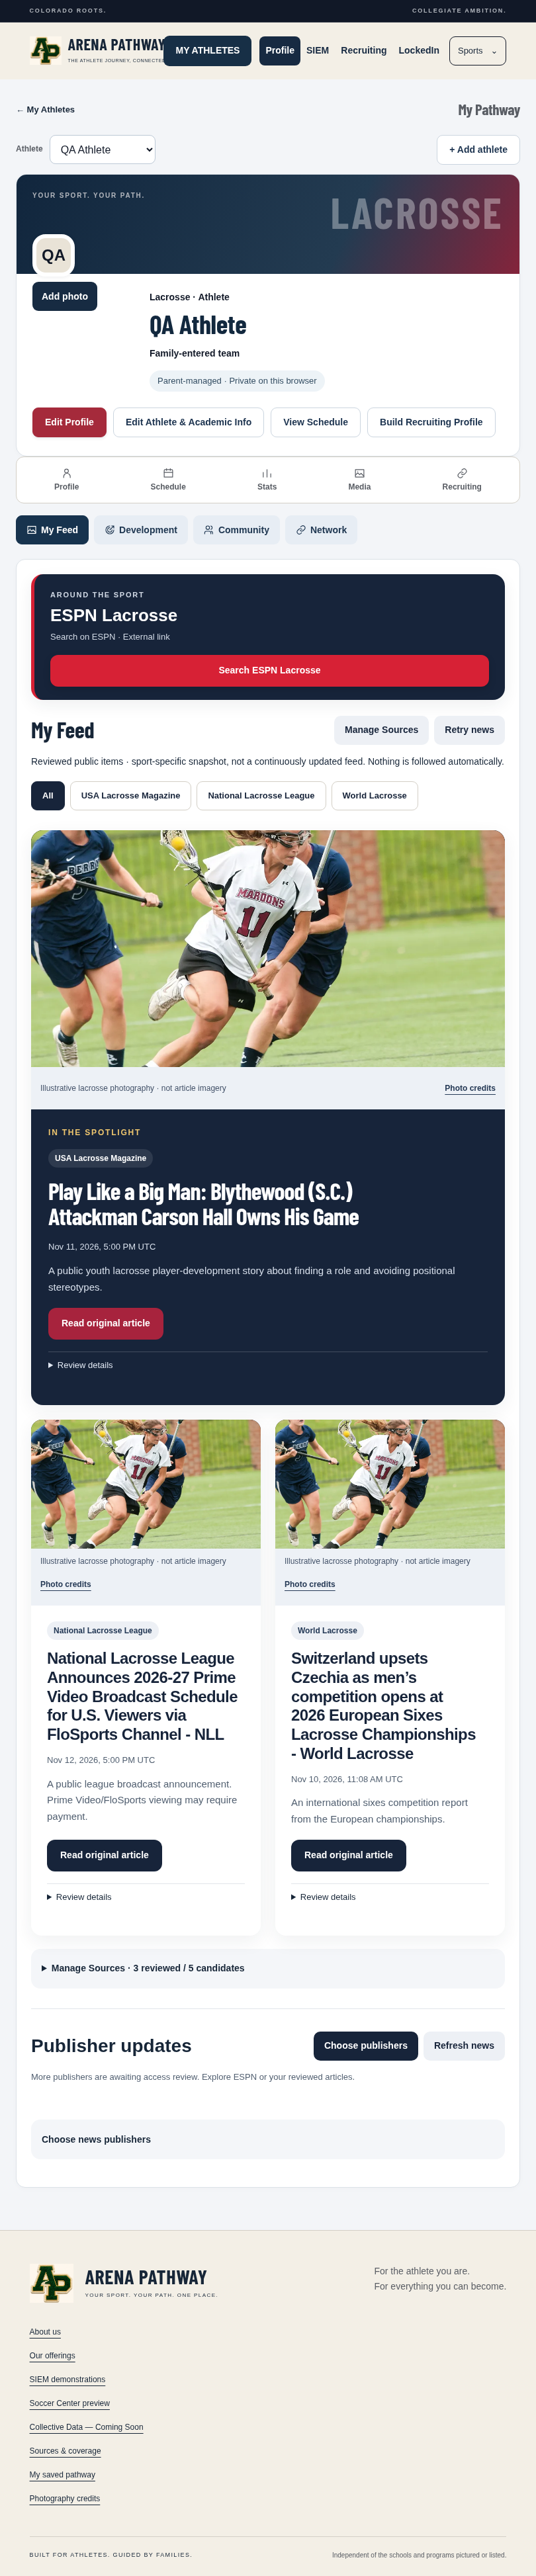 COLORADO ROOTS.
COLLEGIATE AMBITION.
AP
ARENA PATHWAY
THE ATHLETE JOURNEY, CONNECTED
MY ATHLETES
Profile
SIEM
Recruiting
LockedIn
Sports
← My Athletes
My Pathway
Athlete
QA Athlete
+ Add athlete
YOUR SPORT. YOUR PATH.
LACROSSE
QA
Add photo
Lacrosse · Athlete
QA Athlete
Family-entered team
Parent-managed · Private on this browser
Edit Profile
Edit Athlete & Academic Info
View Schedule
Build Recruiting Profile
Profile
Schedule
Stats
Media
Recruiting
My Feed
Development
Community
Network
AROUND THE SPORT
ESPN Lacrosse
Search on ESPN · External link
Search ESPN Lacrosse
My Feed
Manage Sources
Retry news
Reviewed public items · sport-specific snapshot, not a continuously updated feed. Nothing is followed automatically.
All
USA Lacrosse Magazine
National Lacrosse League
World Lacrosse
MAROONS
11
Illustrative lacrosse photography · not article imagery
Photo credits
IN THE SPOTLIGHT
USA Lacrosse Magazine
Play Like a Big Man: Blythewood (S.C.)
Attackman Carson Hall Owns His Game
Nov 11, 2026, 5:00 PM UTC
A public youth lacrosse player-development story about finding a role and avoiding positional
stereotypes.
Read original article
Review details
MAROONS
11
Illustrative lacrosse photography · not article imagery
Photo credits
National Lacrosse League
National Lacrosse League
Announces 2026-27 Prime
Video Broadcast Schedule
for U.S. Viewers via
FloSports Channel - NLL
Nov 12, 2026, 5:00 PM UTC
A public league broadcast announcement.
Prime Video/FloSports viewing may require
payment.
Read original article
Review details
MAROONS
11
Illustrative lacrosse photography · not article imagery
Photo credits
World Lacrosse
Switzerland upsets
Czechia as men’s
competition opens at
2026 European Sixes
Lacrosse Championships
- World Lacrosse
Nov 10, 2026, 11:08 AM UTC
An international sixes competition report
from the European championships.
Read original article
Review details
Manage Sources · 3 reviewed / 5 candidates
Publisher updates
Choose publishers
Refresh news
More publishers are awaiting access review. Explore ESPN or your reviewed articles.
Choose news publishers
AP
ARENA PATHWAY
YOUR SPORT. YOUR PATH. ONE PLACE.
For the athlete you are.
For everything you can become.
About us
Our offerings
SIEM demonstrations
Soccer Center preview
Collective Data — Coming Soon
Sources & coverage
My saved pathway
Photography credits
BUILT FOR ATHLETES. GUIDED BY FAMILIES.
Independent of the schools and programs pictured or listed.